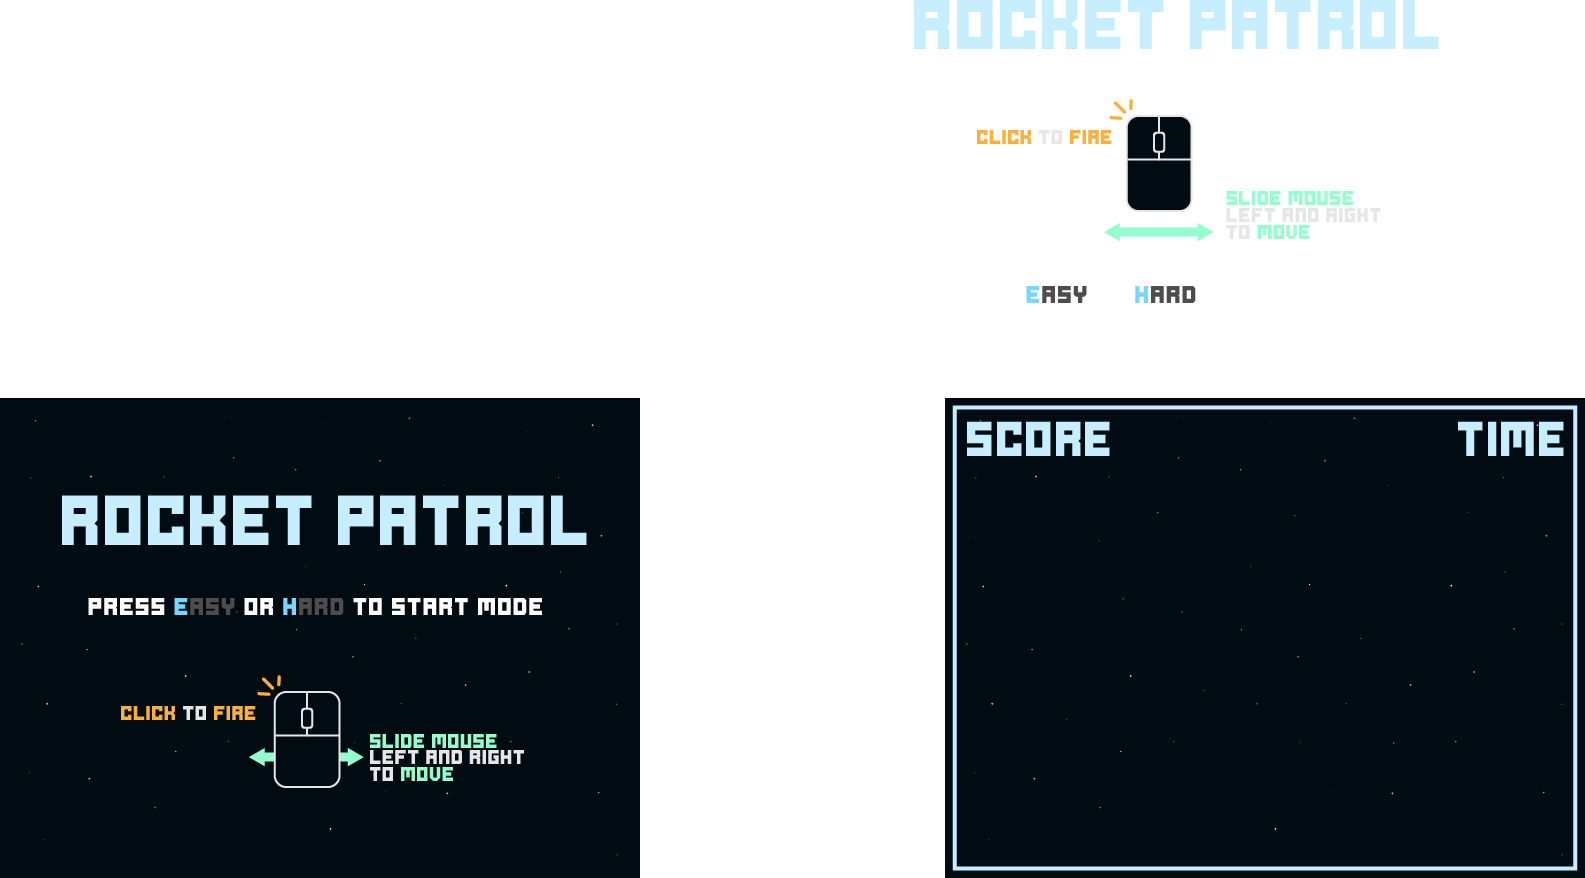 ROCKET PATROL
CLICK TO FIRE
SLIDE MOUSE
LEFT AND RIGHT
TO MOVE
EASY HARD
ROCKET PATROL
PRESS EASY OR HARD TO START MODE
CLICK TO FIRE
SLIDE MOUSE
LEFT AND RIGHT
TO MOVE
SCORE TIME